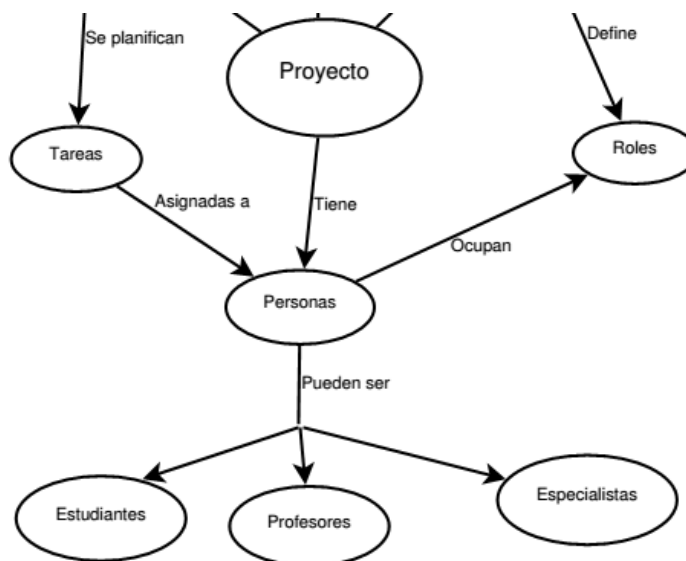 Se planifican
Define
Proyecto
Tareas
Roles
Asignadas a
Tiene
Ocupan
Personas
Pueden ser
Estudiantes
Profesores
Especialistas